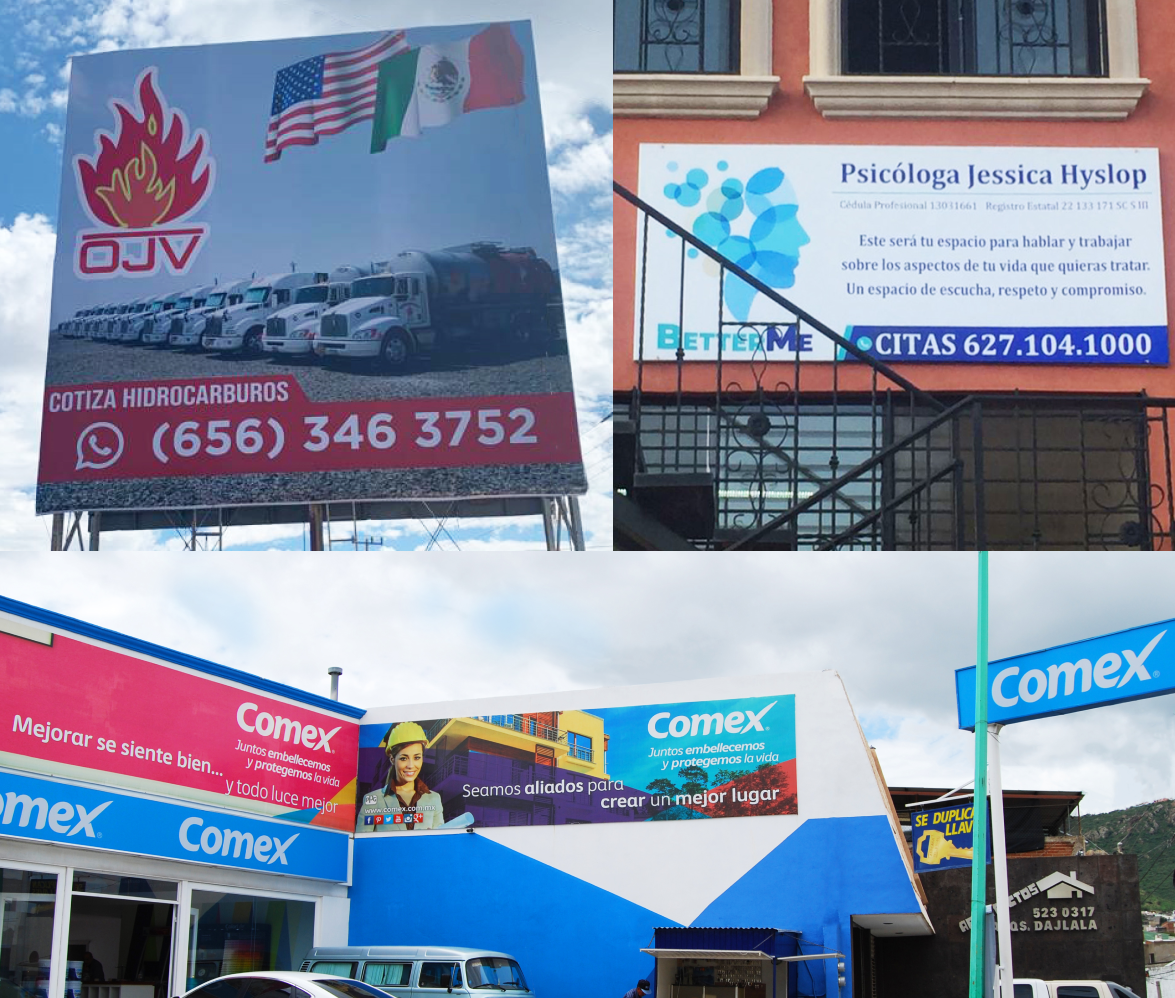 OJV
COTIZA HIDROCARBUROS
(656) 346 3752
Psicóloga Jessica Hyslop
Cédula Profesional 13031661 Registro Estatal 22 133 171 SC S III
Este será tu espacio para hablar y trabajar
sobre los aspectos de tu vida que quieras tratar.
Un espacio de escucha, respeto y compromiso.
BETTERME
CITAS 627.104.1000
Comex
Juntos embellecemos
y protegemos la vida
Mejorar se siente bien...
y todo luce mejor
omex
Comex
Comex
Juntos embellecemos
y protegemos la vida
Seamos aliados para
crear un mejor lugar
www.comex.com.mx
Comex
SE DUPLICA
LLAV
523 0317
QS. DAJLALA